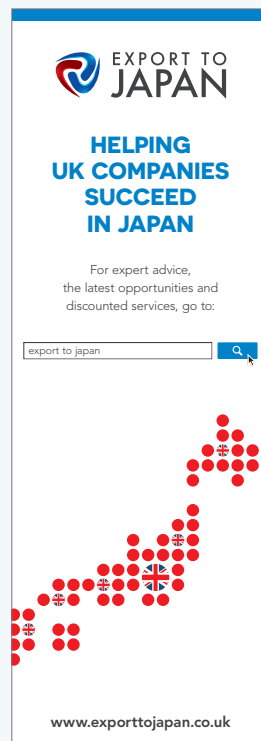 EXPORT TO
JAPAN
HELPING
UK COMPANIES
SUCCEED
IN JAPAN
For expert advice,
the latest opportunities and
discounted services, go to:
export to japan
www.exporttojapan.co.uk